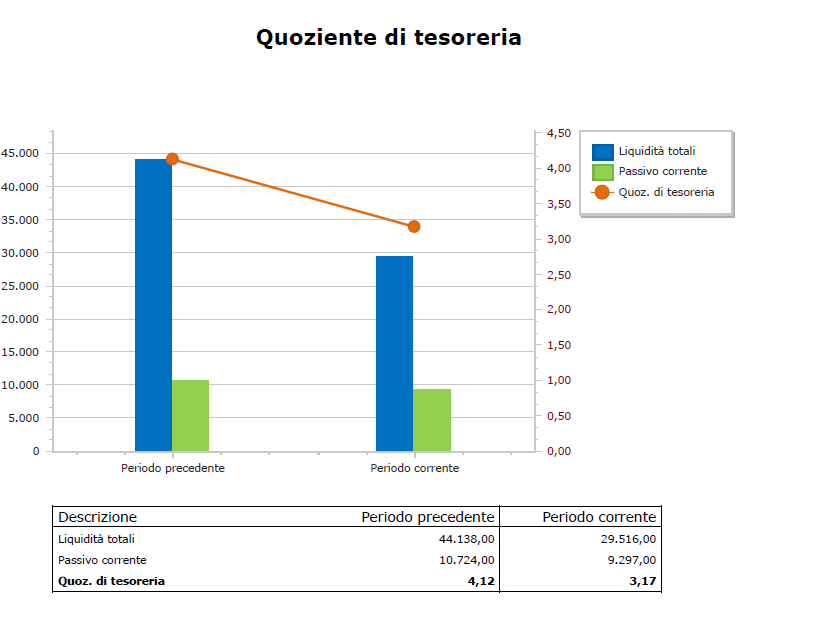 Quoziente di tesoreria
45.000
40.000
35.000
30.000
25.000
20.000
15.000
10.000
5.000
0
4,50
4,00
3,50
3,00
2,50
2,00
1,50
1,00
0,50
0,00
Periodo precedente
Periodo corrente
Liquidità totali
Passivo corrente
Quoz. di tesoreria
Descrizione Periodo precedente Periodo corrente
Liquidità totali 44.138,00 29.516,00
Passivo corrente 10.724,00 9.297,00
Quoz. di tesoreria 4,12 3,17